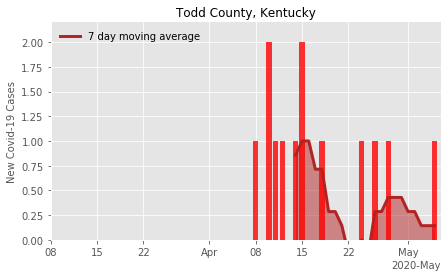 Todd County, Kentucky
7 day moving average
New Covid-19 Cases
2.00
1.75
1.50
1.25
1.00
0.75
0.50
0.25
0.00
08 15 22 Apr 08 15 22 May
2020-May